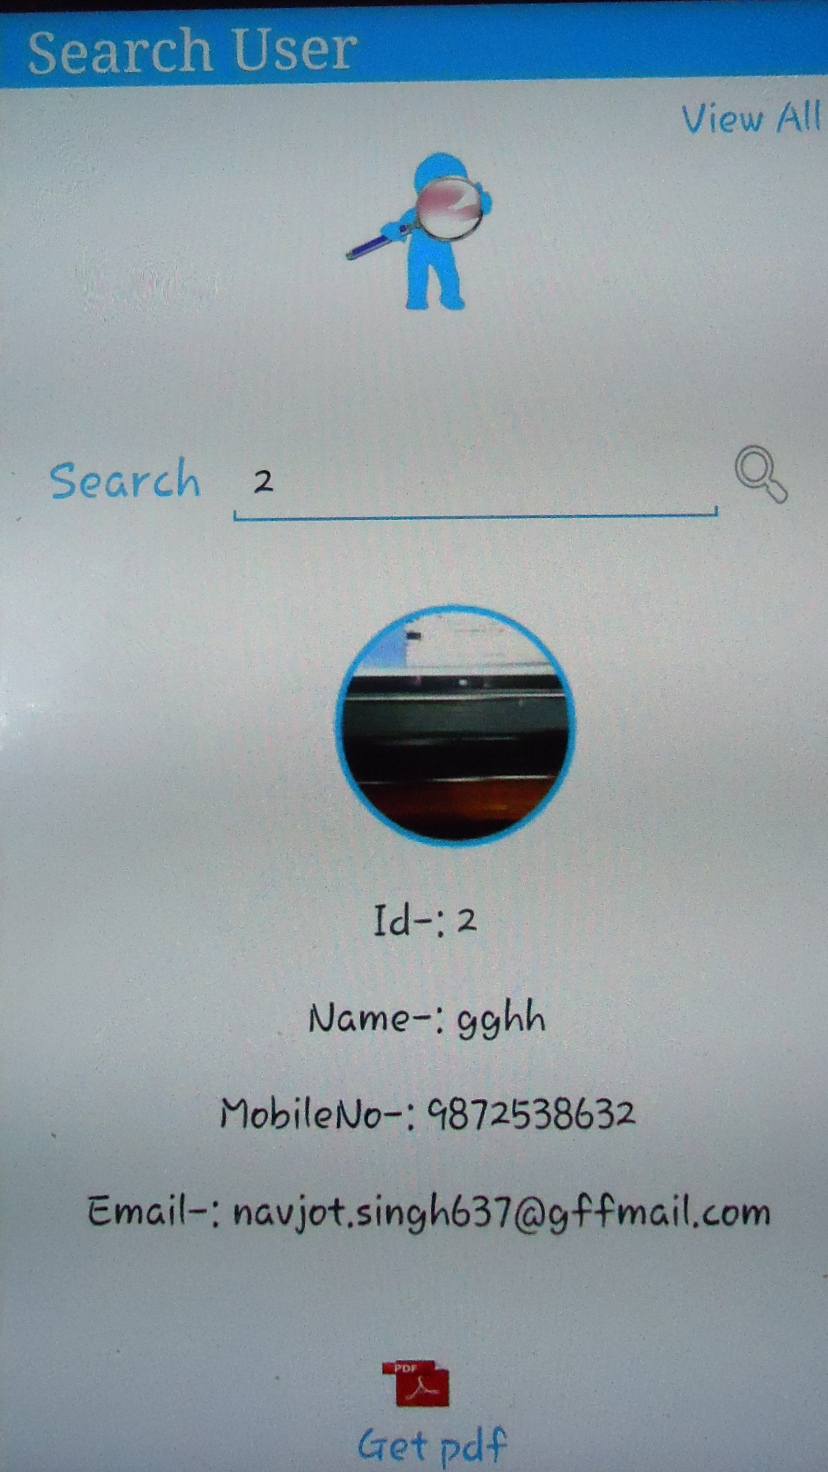 Search User
View All
Search 2
Id-: 2
Name-: gghh
MobileNo-: 9872538632
Email-: navjot.singh637@gffmail.com
PDF
Get pdf